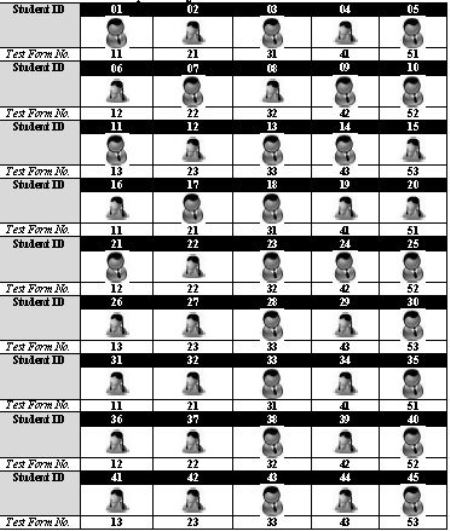 Student ID 01 02 03 04 05
Test Form No. 11 21 31 41 51
Student ID 06 07 08 09 10
Test Form No. 12 22 32 42 52
Student ID 11 12 13 14 15
Test Form No. 13 23 33 43 53
Student ID 16 17 18 19 20
Test Form No. 11 21 31 41 51
Student ID 21 22 23 24 25
Test Form No. 12 22 32 42 52
Student ID 26 27 28 29 30
Test Form No. 13 23 33 43 53
Student ID 31 32 33 34 35
Test Form No. 11 21 31 41 51
Student ID 36 37 38 39 40
Test Form No. 12 22 32 42 52
Student ID 41 42 43 44 45
Test Form No. 13 23 33 43 53